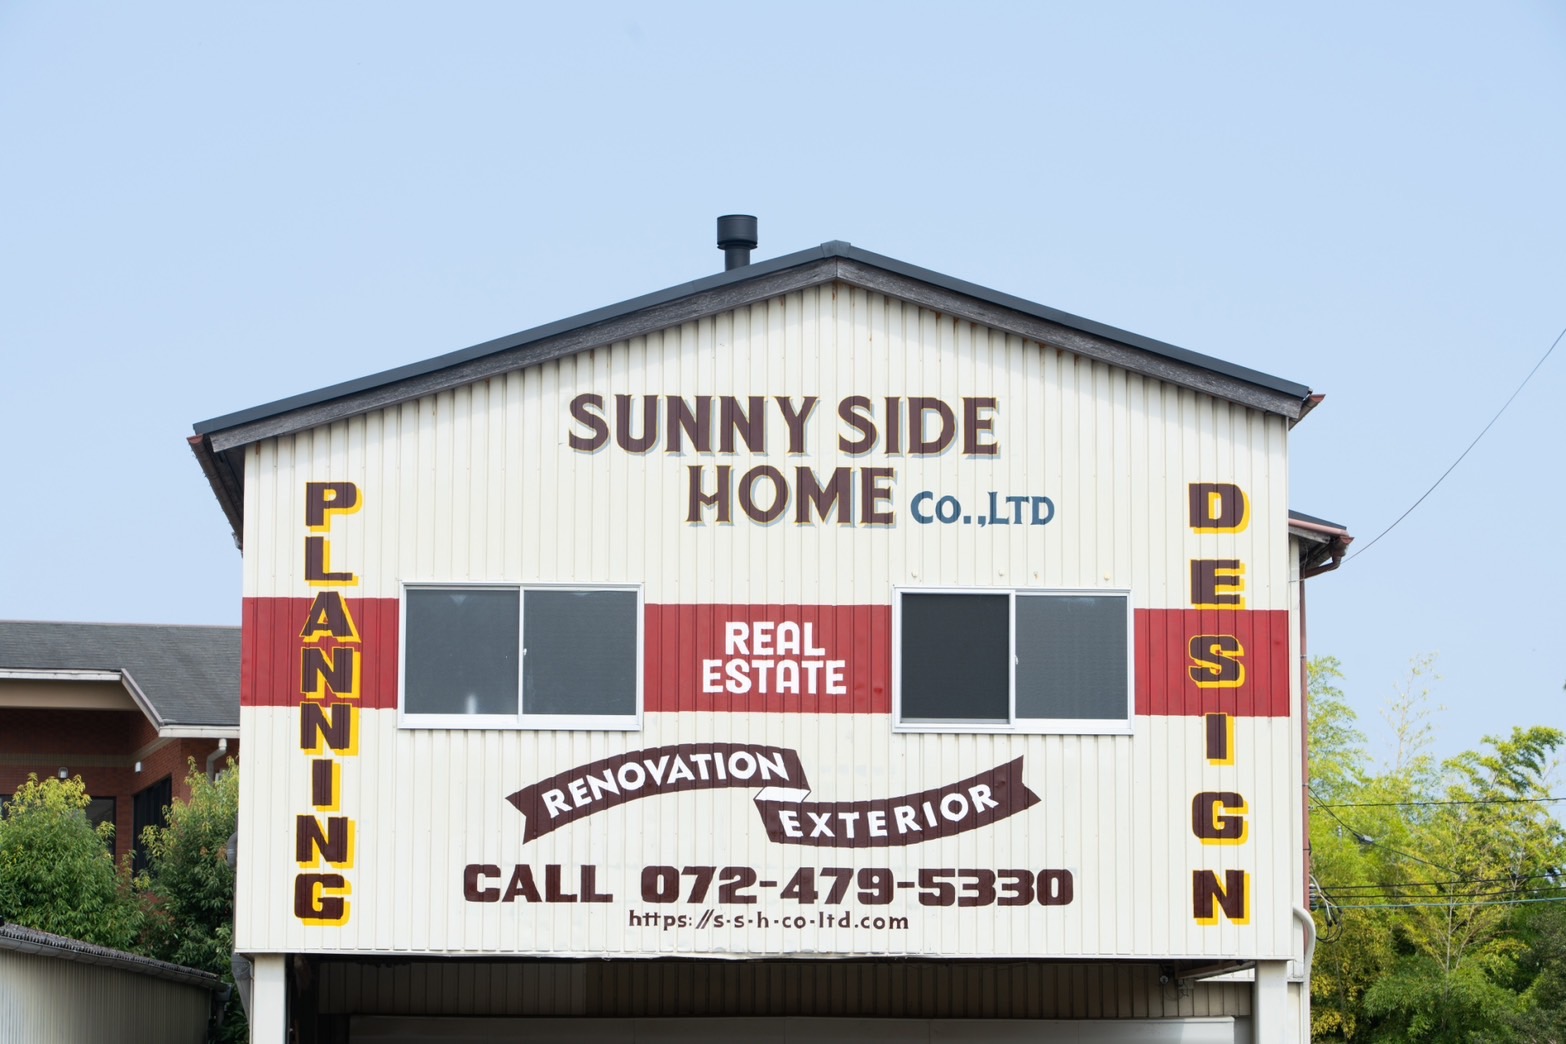 SUNNY SIDE
HOME CO.,LTD
PLANNING
DESIGN
REAL
ESTATE
RENOVATION
EXTERIOR
CALL 072-479-5330
https://s-s-h-co-ltd.com